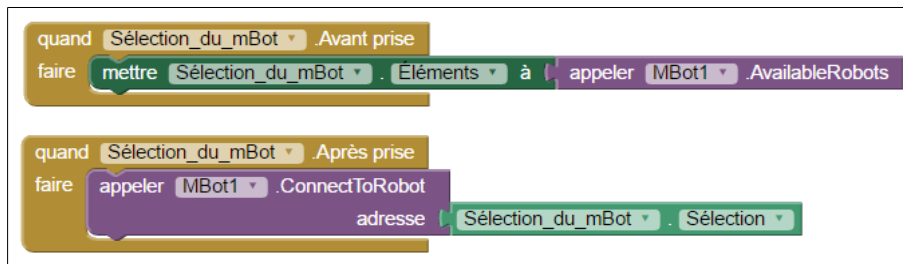 quand Sélection_du_mBot .Avant prise
faire mettre Sélection_du_mBot . Éléments à appeler MBot1 .AvailableRobots
quand Sélection_du_mBot .Après prise
faire appeler MBot1 .ConnectToRobot
adresse Sélection_du_mBot . Sélection